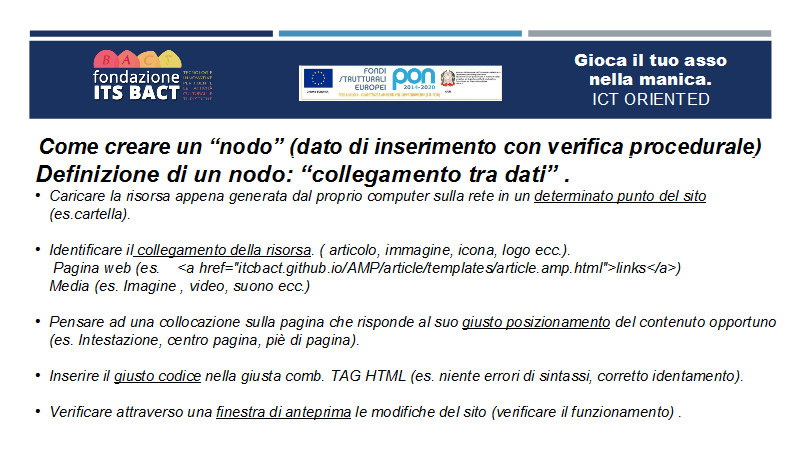 BACT
fondazione
ITS BACT
TECNOLOGIE
INNOVATIVE
CULTURALI E
TURISTICHE
FONDI
STRUTTURALI
EUROPEI
pon
2014-2020
Gioca il tuo asso
nella manica.
ICT ORIENTED
Come creare un “nodo” (dato di inserimento con verifica procedurale)
Definizione di un nodo: “collegamento tra dati” .
• Caricare la risorsa appena generata dal proprio computer sulla rete in un determinato punto del sito
(es.cartella).
• Identificare il collegamento della risorsa. ( articolo, immagine, icona, logo ecc.).
Pagina web (es. <a href="itcbact.github.io/AMP/article/templates/article.amp.html">links</a>)
Media (es. Imagine , video, suono ecc.)
• Pensare ad una collocazione sulla pagina che risponde al suo giusto posizionamento del contenuto opportuno
(es. Intestazione, centro pagina, piè di pagina).
• Inserire il giusto codice nella giusta comb. TAG HTML (es. niente errori di sintassi, corretto identamento).
• Verificare attraverso una finestra di anteprima le modifiche del sito (verificare il funzionamento) .